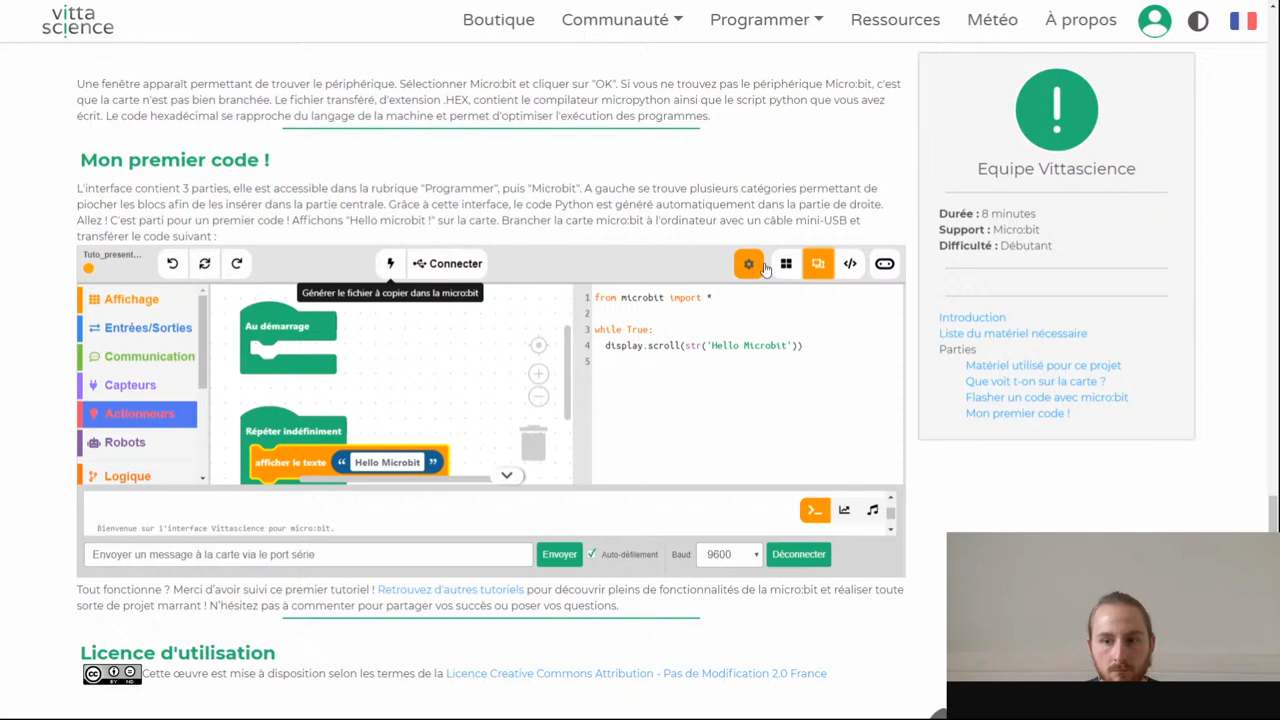 vitta
science
Boutique
Communauté
Programmer
Ressources
Météo
À propos
Une fenêtre apparaît permettant de trouver le périphérique. Sélectionner Micro:bit et cliquer sur "OK". Si vous ne trouvez pas le périphérique Micro:bit, c'est
que la carte n'est pas bien branchée. Le fichier transféré, d'extension .HEX, contient le compilateur micropython ainsi que le script python que vous avez
écrit. Le code hexadécimal se rapproche du langage de la machine et permet d'optimiser l'exécution des programmes.
Mon premier code !
L'interface contient 3 parties, elle est accessible dans la rubrique "Programmer", puis "Microbit". A gauche se trouve plusieurs catégories permettant de
piocher les blocs afin de les insérer dans la partie centrale. Grâce à cette interface, le code Python est généré automatiquement dans la partie de droite.
Allez ! C'est parti pour un premier code ! Affichons "Hello microbit !" sur la carte. Brancher la carte micro:bit à l'ordinateur avec un câble mini-USB et
transférer le code suivant :
Tuto_present...
Connecter
Générer le fichier à copier dans la micro:bit
Affichage
Entrées/Sorties
Communication
Capteurs
Actionneurs
Robots
Logique
Au démarrage
Répéter indéfiniment
afficher le texte “ Hello Microbit ”
1 from microbit import *
2
3 while True:
4 display.scroll(str('Hello Microbit'))
5
Bienvenue sur l'interface Vittascience pour micro:bit.
Envoyer un message à la carte via le port série
Envoyer
Auto-défilement
Baud:
9600
Déconnecter
Tout fonctionne ? Merci d’avoir suivi ce premier tutoriel ! Retrouvez d'autres tutoriels pour découvrir pleins de fonctionnalités de la micro:bit et réaliser toute
sorte de projet marrant ! N’hésitez pas à commenter pour partager vos succès ou poser vos questions.
Licence d'utilisation
cc BY ND
Cette œuvre est mise à disposition selon les termes de la Licence Creative Commons Attribution - Pas de Modification 2.0 France
!
Equipe Vittascience
Durée : 8 minutes
Support : Micro:bit
Difficulté : Débutant
Introduction
Liste du matériel nécessaire
Parties
Matériel utilisé pour ce projet
Que voit t-on sur la carte ?
Flasher un code avec micro:bit
Mon premier code !